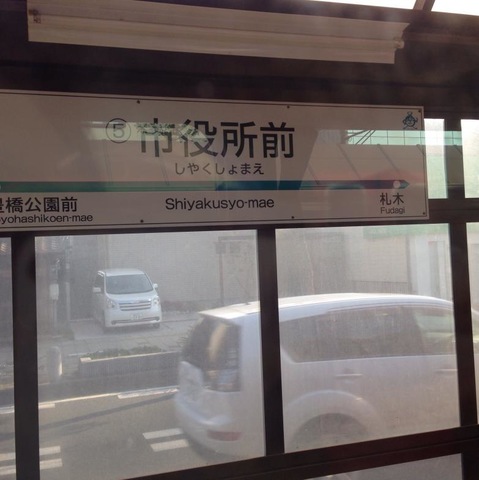 ⑤ 市役所前
しやくしょまえ
Shiyakusyo-mae
豊橋公園前
yohashikoen-mae
札木
Fudagi